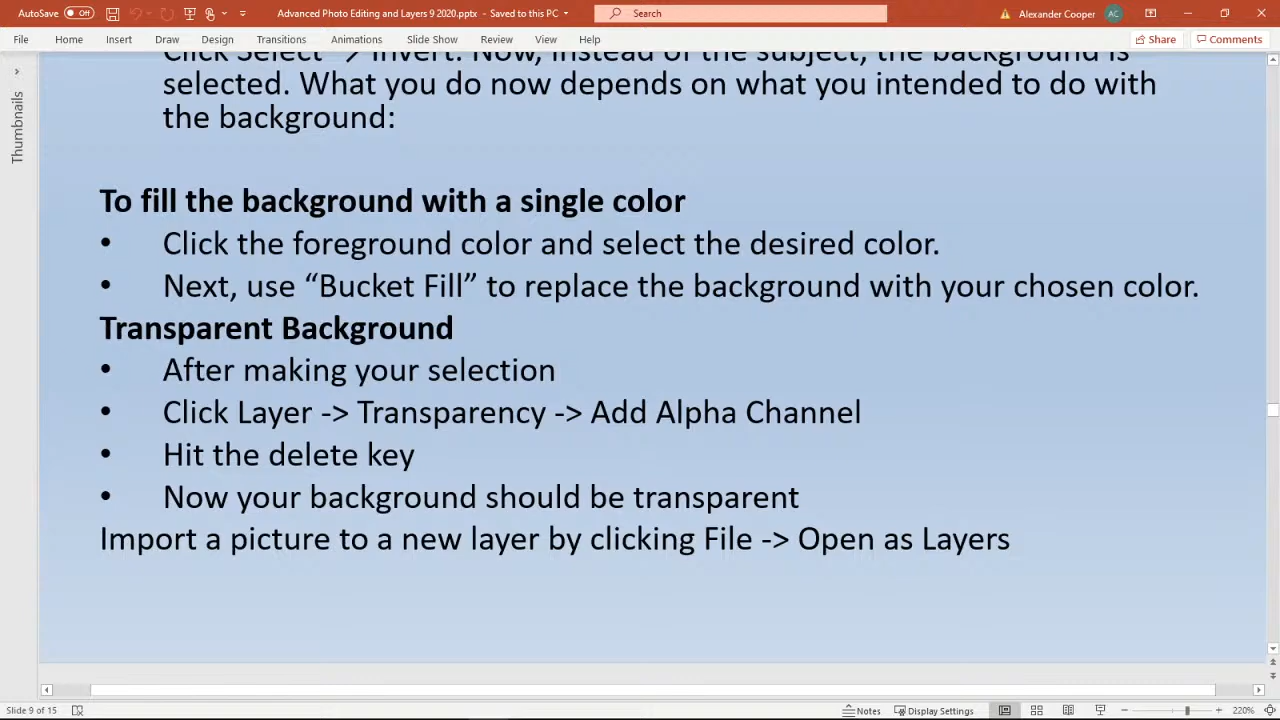 AutoSave Off Advanced Photo Editing and Layers 9 2020.pptx - Saved to this PC Search Alexander Cooper AC
File Home Insert Draw Design Transitions Animations Slide Show Review View Help Share Comments
Thumbnails
Click Select -> Invert. Now, instead of the subject, the background is
selected. What you do now depends on what you intended to do with
the background:
To fill the background with a single color
• Click the foreground color and select the desired color.
• Next, use “Bucket Fill” to replace the background with your chosen color.
Transparent Background
• After making your selection
• Click Layer -> Transparency -> Add Alpha Channel
• Hit the delete key
• Now your background should be transparent
Import a picture to a new layer by clicking File -> Open as Layers
Slide 9 of 15 Notes Display Settings 220%